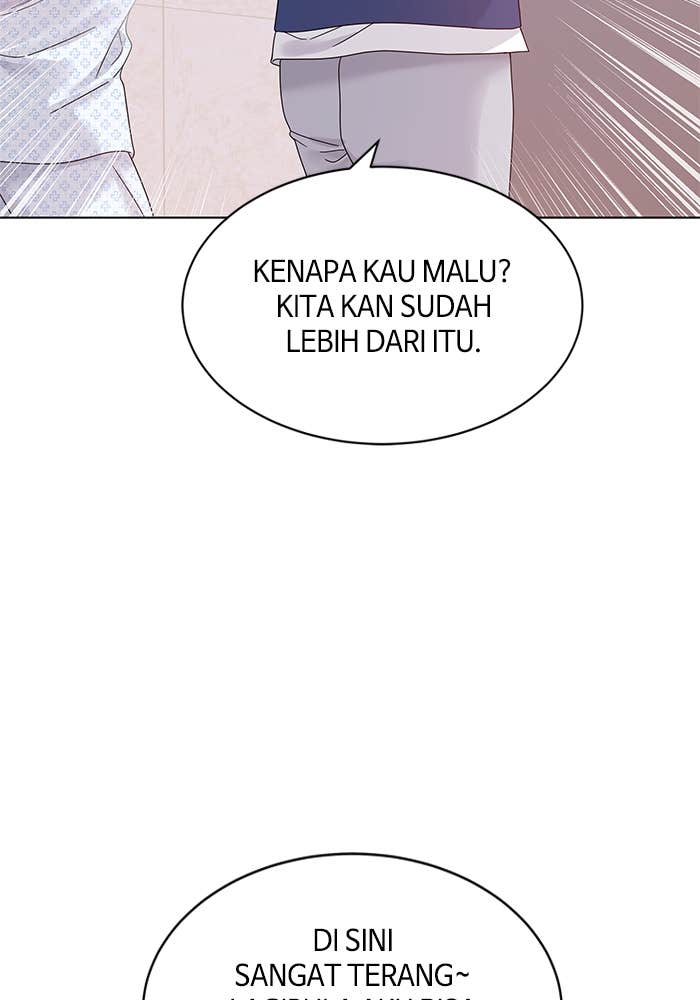 KENAPA KAU MALU?
KITA KAN SUDAH
LEBIH DARI ITU.
DI SINI
SANGAT TERANG~